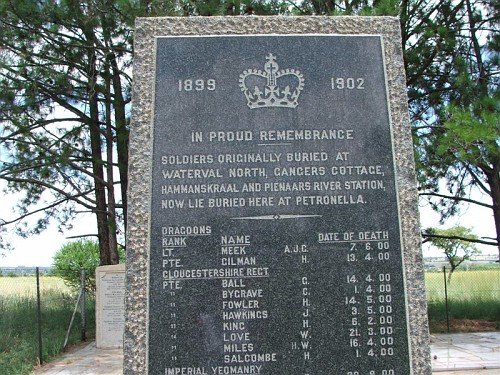 1899 1902
IN PROUD REMEMBRANCE
SOLDIERS ORIGINALLY BURIED AT
WATERVAL NORTH, GANGERS COTTAGE,
HAMMANSKRAAL AND PIENAARS RIVER STATION,
NOW LIE BURIED HERE AT PETRONELLA.
DRAGOONS
RANK NAME DATE OF DEATH
LT MEEK A.J.G. 7. 6.00
PTE. GILMAN H. 13. 4.00
GLOUCESTERSHIRE REGT
PTE. BALL G. 14. 4.00
" BYGRAVE G. 1. 4.00
" FOWLER H. 14. 5.00
" HAWKINGS J. 3. 5.00
" KING H. 6. 2.00
" LOVE W. 21. 3.00
" MILES H.W. 16. 4.00
" SALCOMBE H. 1. 4.00
IMPERIAL YEOMANRY